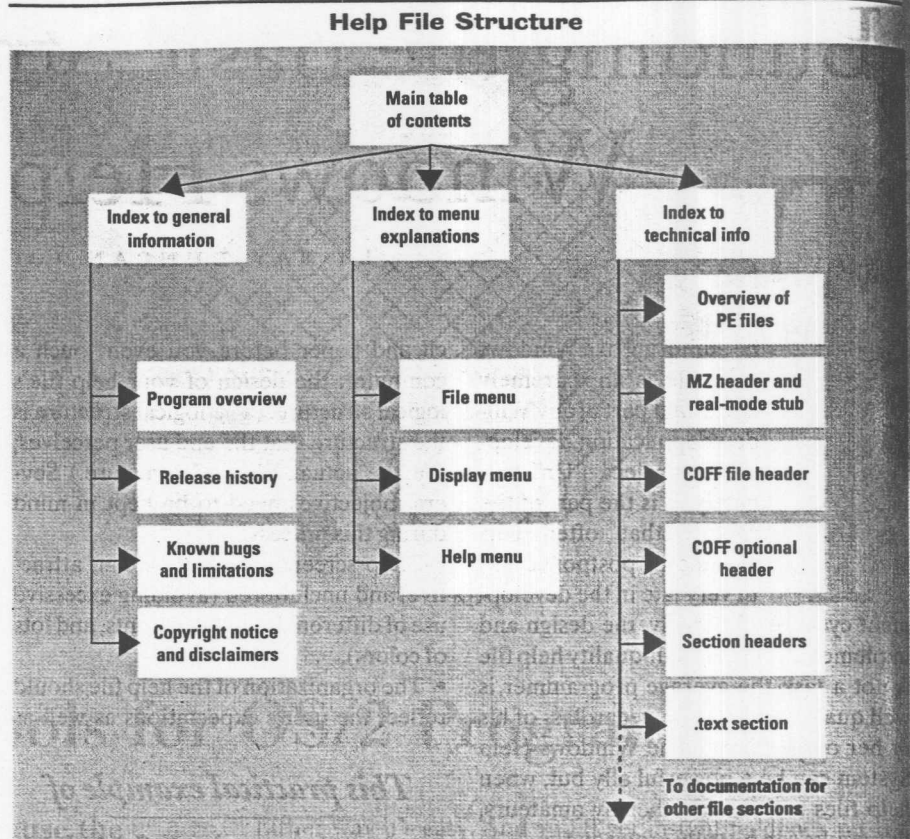 Help File Structure
Main table
of contents
Index to general
information
Index to menu
explanations
Index to
technical info
Program overview
Release history
Known bugs
and limitations
Copyright notice
and disclaimers
File menu
Display menu
Help menu
Overview of
PE files
MZ header and
real-mode stub
COFF file header
COFF optional
header
Section headers
.text section
To documentation for
other file sections